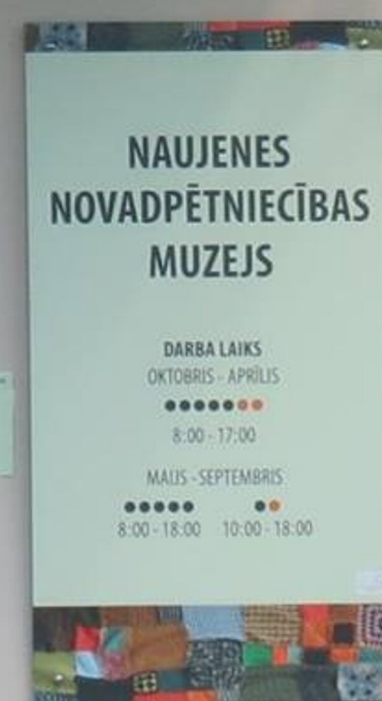 NAUJENES
NOVADPĒTNIECĪBAS
MUZEJS
DARBA LAIKS
OKTOBRIS - APRĪLIS
8:00 - 17:00
MAIJS - SEPTEMBRIS
8:00 - 18:00 10:00 - 18:00